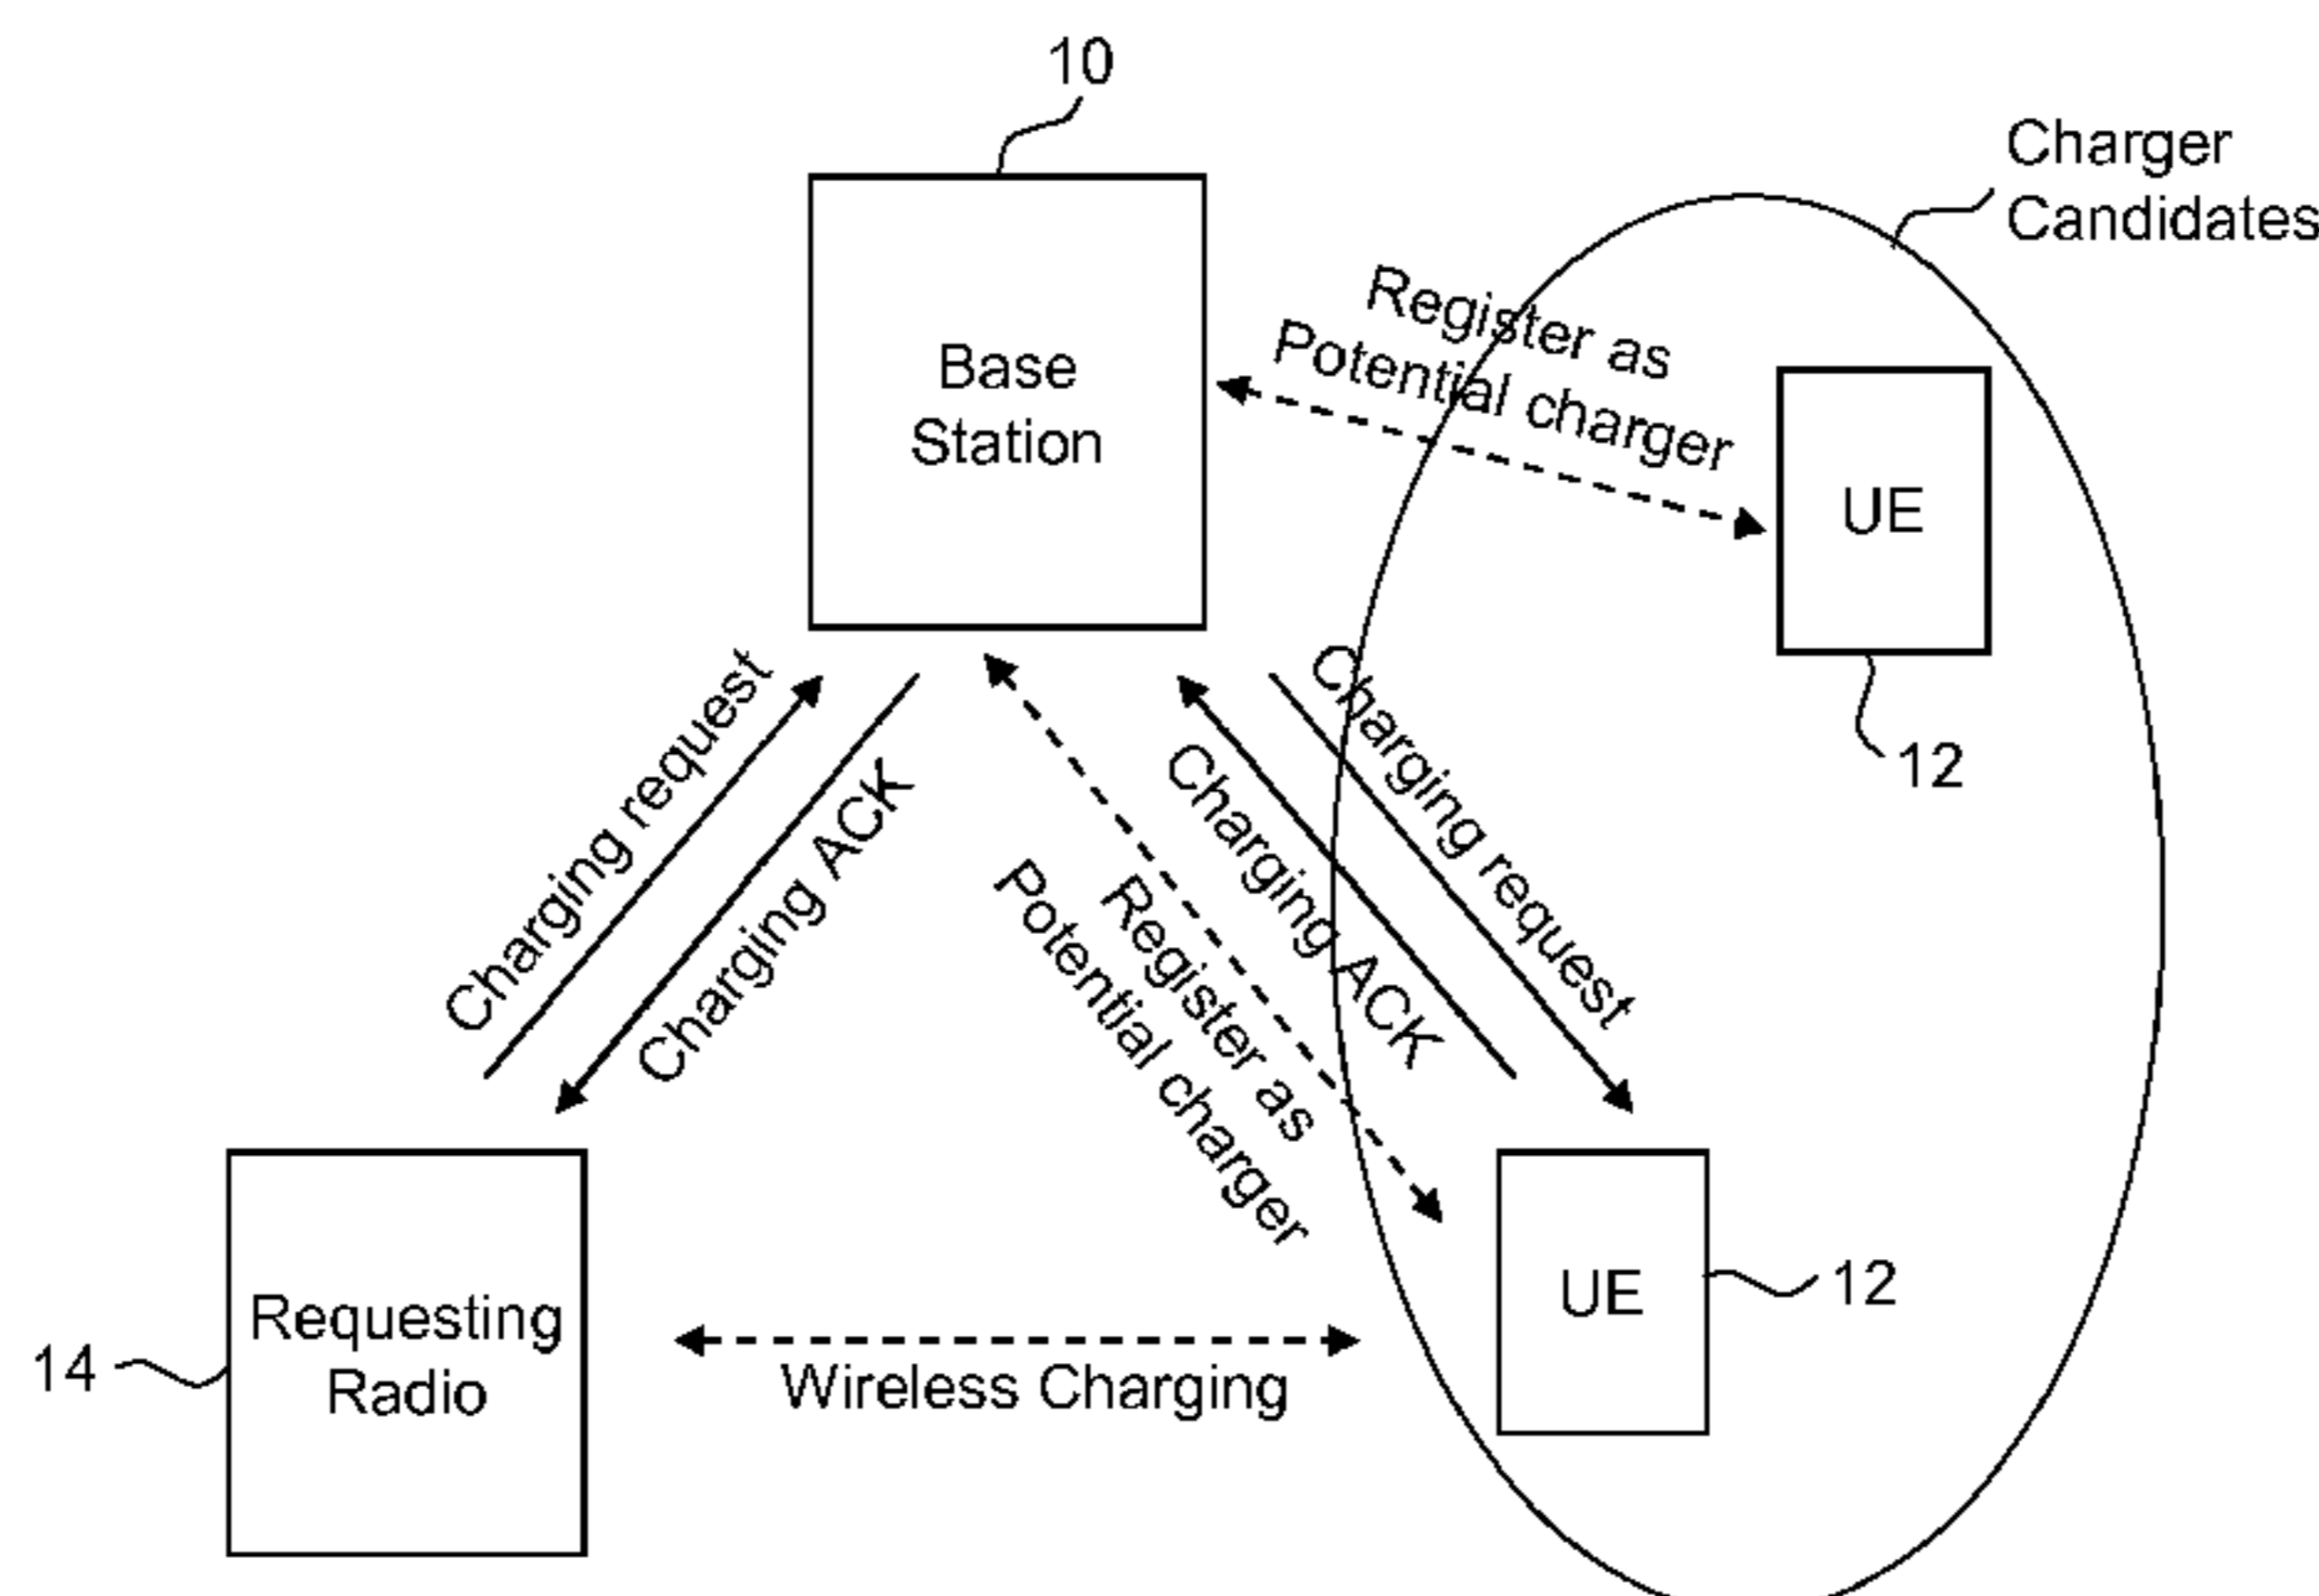 10
Charger
Candidates
Base
Station
Register as
Potential charger
UE
12
Charging request
Charging ACK
Charging request
Charging ACK
Register as
Potential charger
Requesting
Radio
14
Wireless Charging
UE
12